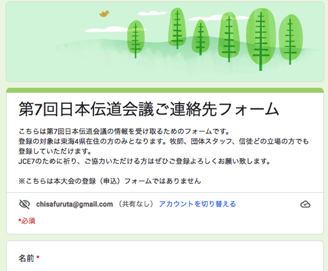 第7回日本伝道会議ご連絡先フォーム
こちらは第7回日本伝道会議の情報を受け取るためのフォームです。
登録の対象は東海4県在住の方のみとなります。牧師、団体スタッフ、信徒どの立場の方でも
登録していただけます。
JCE7のために祈り、ご協力いただける方はぜひご登録よろしくお願い致します。
※こちらは本大会の登録（申込）フォームではありません
chisafuruta@gmail.com （共有なし） アカウントを切り替える
*必須
名前 *